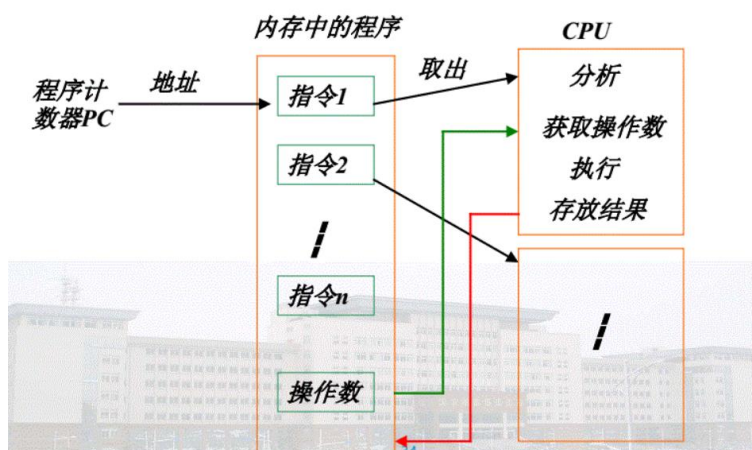 内存中的程序
CPU
程序计
数器PC
地址
指令1
取出
分析
获取操作数
指令2
执行
存放结果
指令n
操作数